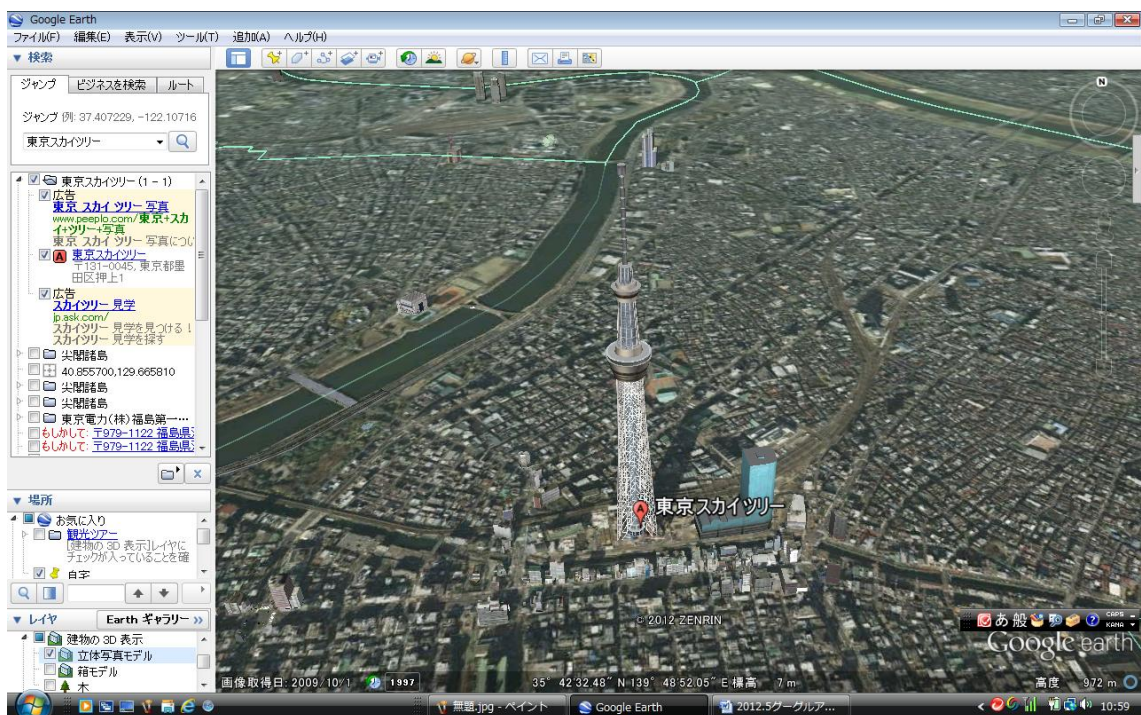 Google Earth
ファイル(F) 編集(E) 表示(V) ツール(T) 追加(A) ヘルプ(H)
検索
ジャンプ ビジネスを検索 ルート
ジャンプ 例: 37.407229, -122.10716
東京スカイツリー
東京スカイツリー (1 - 1)
広告
東京 スカイ ツリー 写真
www.peeplo.com/東京+スカ
イ+ツリー+写真
東京 スカイ ツリー 写真につい
A 東京スカイツリー
〒131-0045, 東京都墨
田区押上1
広告
スカイツリー 見学
jp.ask.com/
スカイツリー 見学を見つける !
スカイツリー 見学を探す
尖閣諸島
40.855700,129.665810
尖閣諸島
尖閣諸島
東京電力(株)福島第一…
もしかして: 〒979-1122 福島県
もしかして: 〒979-1122 福島県
場所
お気に入り
観光ツアー
[建物の 3D 表示]レイヤに
チェックが入っていることを確
自宅
レイヤ Earth ギャラリー »
建物の 3D 表示
立体写真モデル
箱モデル
木
N
A 東京スカイツリー
© 2012 ZENRIN
あ 般 CAPS KANA
Google earth
画像取得日: 2009/10/1 1997 35° 42'32.48" N 139° 48'52.05" E 標高 7 m 高度 972 m
無題.jpg - ペイント Google Earth 2012.5グーグルア... 10:59